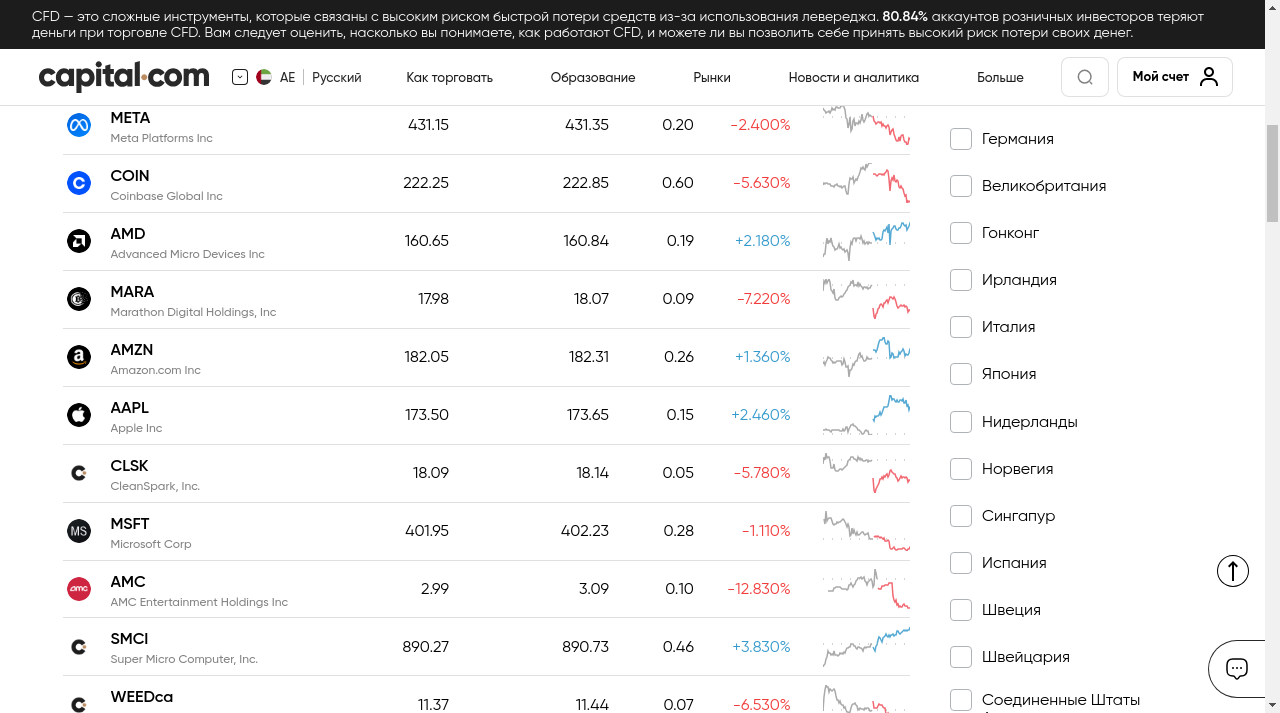 CFD — это сложные инструменты, которые связаны с высоким риском быстрой потери средств из-за использования левереджа. 80.84% аккаунтов розничных инвесторов теряют
деньги при торговле CFD. Вам следует оценить, насколько вы понимаете, как работают CFD, и можете ли вы позволить себе принять высокий риск потери своих денег.
capital.com AE Русский Как торговать Образование Рынки Новости и аналитика Больше Мой счет
META 431.15 431.35 0.20 -2.400%
Meta Platforms Inc
COIN 222.25 222.85 0.60 -5.630%
Coinbase Global Inc
AMD 160.65 160.84 0.19 +2.180%
Advanced Micro Devices Inc
MARA 17.98 18.07 0.09 -7.220%
Marathon Digital Holdings, Inc
AMZN 182.05 182.31 0.26 +1.360%
Amazon.com Inc
AAPL 173.50 173.65 0.15 +2.460%
Apple Inc
CLSK 18.09 18.14 0.05 -5.780%
CleanSpark, Inc.
MS
MSFT 401.95 402.23 0.28 -1.110%
Microsoft Corp
amc
AMC 2.99 3.09 0.10 -12.830%
AMC Entertainment Holdings Inc
SMCI 890.27 890.73 0.46 +3.830%
Super Micro Computer, Inc.
WEEDca 11.37 11.44 0.07 -6.530%
Германия
Великобритания
Гонконг
Ирландия
Италия
Япония
Нидерланды
Норвегия
Сингапур
Испания
Швеция
Швейцария
Соединенные Штаты